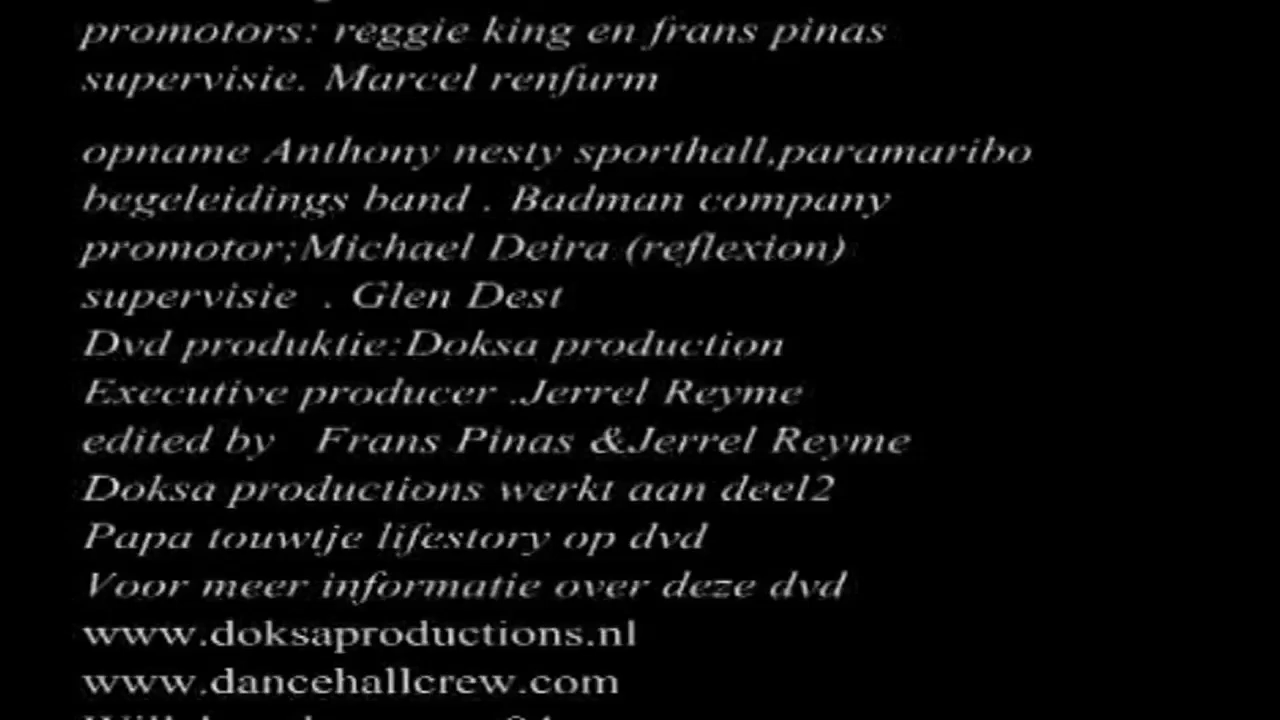 promotors: reggie king en frans pinas
supervisie. Marcel renfurm
opname Anthony nesty sporthall,paramaribo
begeleidings band . Badman company
promotor;Michael Deira (reflexion)
supervisie . Glen Dest
Dvd produktie:Doksa production
Executive producer .Jerrel Reyme
edited by Frans Pinas &Jerrel Reyme
Doksa productions werkt aan deel2
Papa touwtje lifestory op dvd
Voor meer informatie over deze dvd
www.doksaproductions.nl
www.dancehallcrew.com